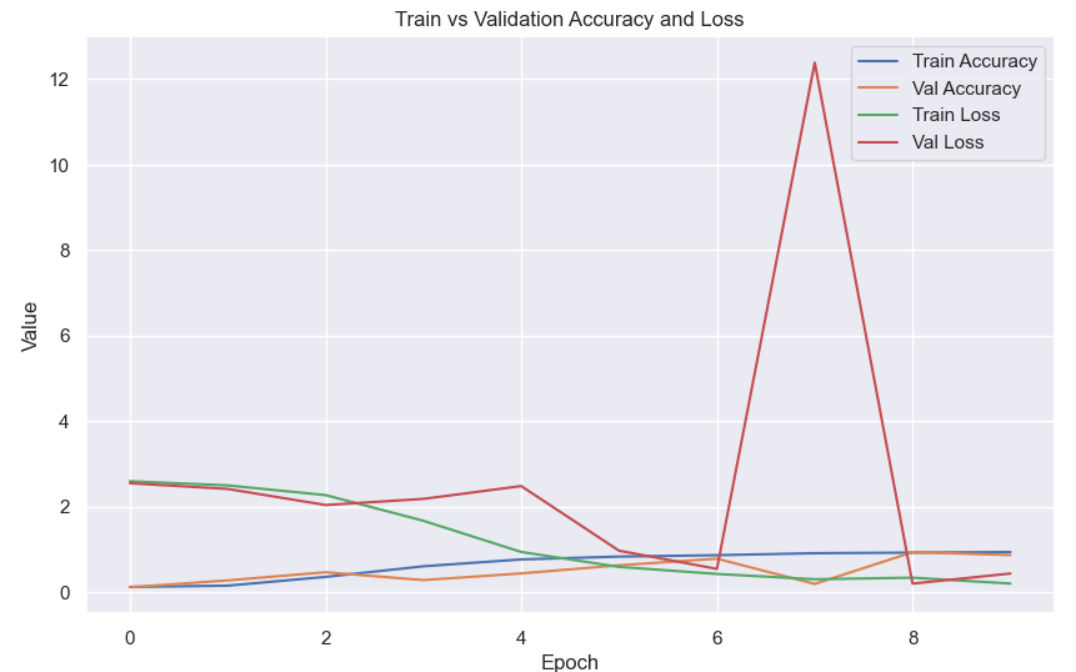 Train vs Validation Accuracy and Loss
Train Accuracy
Val Accuracy
Train Loss
Val Loss
12
10
8
6
4
2
0
Value
0 2 4 6 8
Epoch